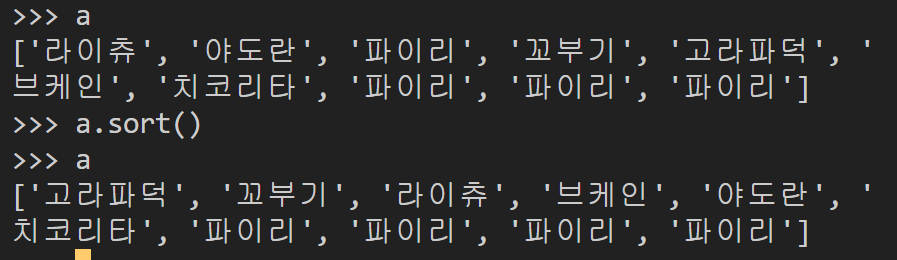 >>> a
['라이츄', '야도란', '파이리', '꼬부기', '고라파덕', '
브케인', '치코리타', '파이리', '파이리', '파이리']
>>> a.sort()
>>> a
['고라파덕', '꼬부기', '라이츄', '브케인', '야도란', '
치코리타', '파이리', '파이리', '파이리', '파이리']